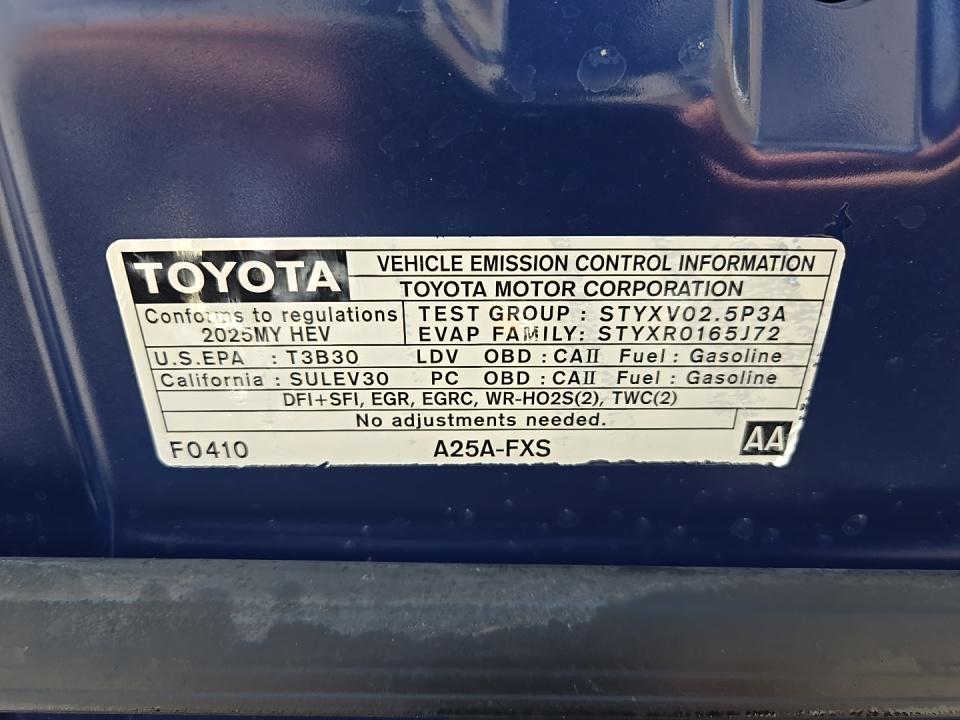 TOYOTA VEHICLE EMISSION CONTROL INFORMATION
TOYOTA MOTOR CORPORATION
Conforms to regulations TEST GROUP : STYXV02.5P3A
2025MY HEV EVAP FAMILY: STYXR0165J72
U.S.EPA : T3B30 LDV OBD : CAII Fuel : Gasoline
California : SULEV30 PC OBD : CAII Fuel : Gasoline
DFI+SFI, EGR, EGRC, WR-HO2S(2), TWC(2)
No adjustments needed.
F0410 A25A-FXS AA